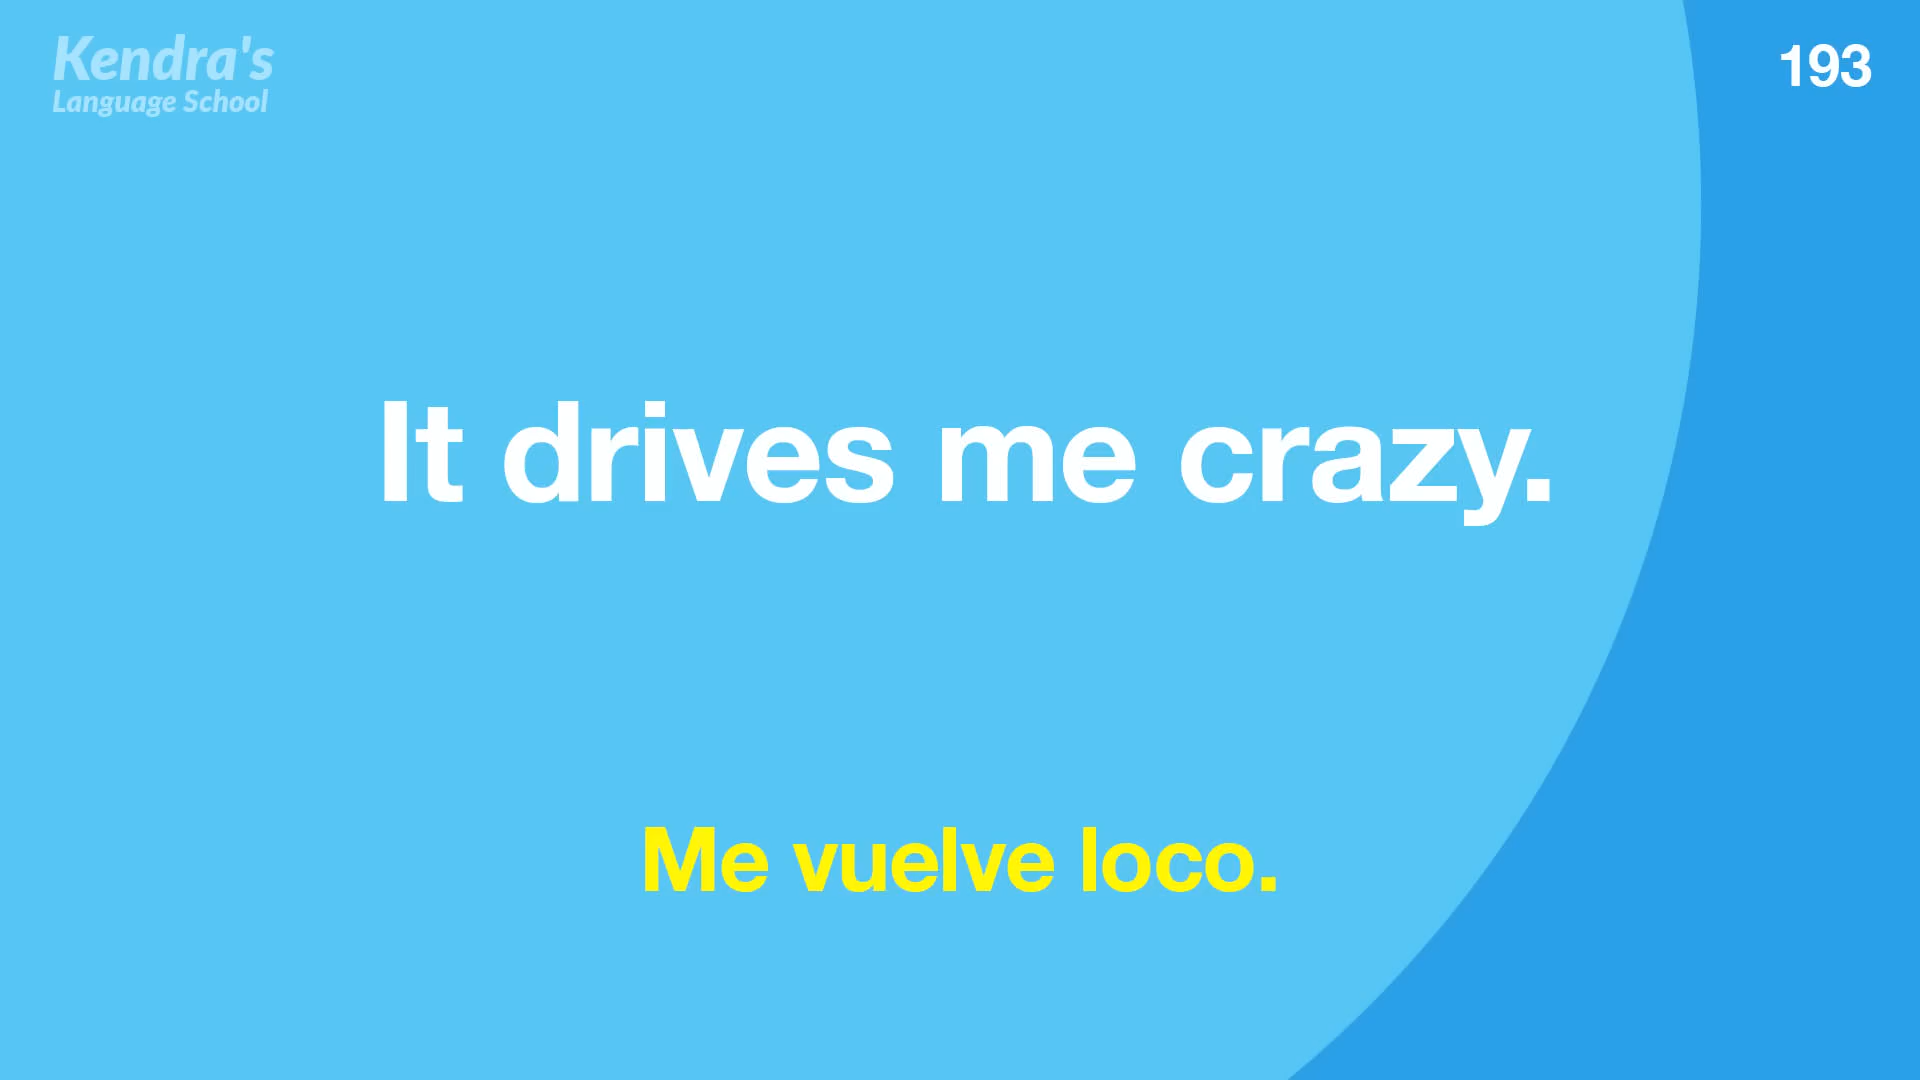 Kendra's
Language School
193
It drives me crazy.
Me vuelve loco.